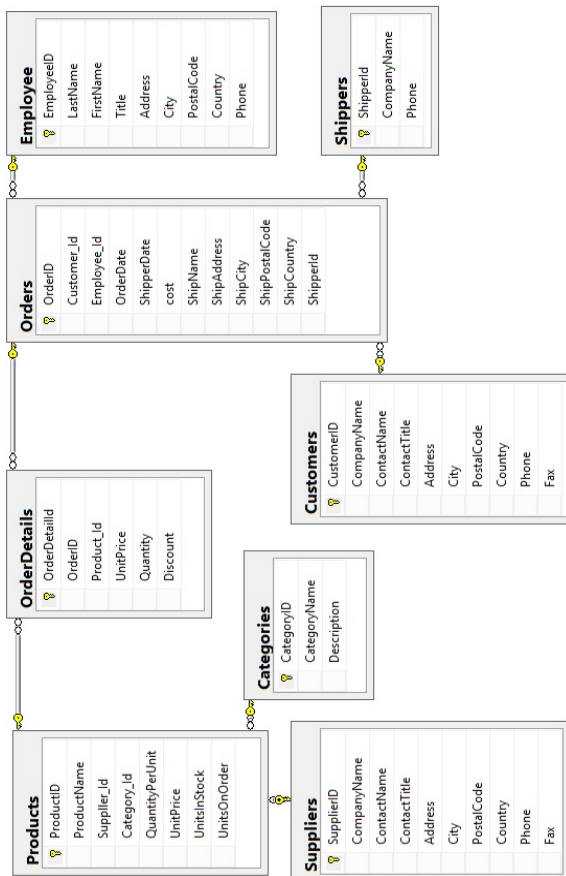 Products
ProductID
ProductName
Suppller_Id
Category_Id
QuantityPerUnit
UnitPrice
UnitsInStock
UnitsOnOrder
OrderDetails
OrderDetailId
OrderID
Product_Id
UnitPrice
Quantity
Discount
Orders
OrderID
Customer_Id
Employee_Id
OrderDate
ShipperDate
cost
ShipName
ShipAddress
ShipCity
ShipPostalCode
ShipCountry
ShipperId
Employee
EmployeeID
LastName
FirstName
Title
Address
City
PostalCode
Country
Phone
Suppliers
SupplierID
CompanyName
ContactName
ContactTitle
Address
City
PostalCode
Country
Phone
Fax
Categories
CategoryID
CategoryName
Description
Customers
CustomerID
CompanyName
ContactName
ContactTitle
Address
City
PostalCode
Country
Phone
Fax
Shippers
ShipperId
CompanyName
Phone